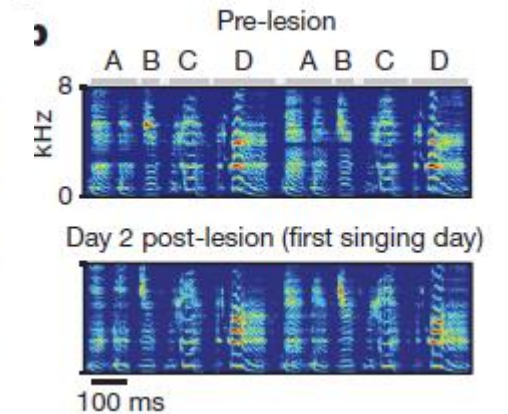 b
Pre-lesion
A B C D A B C D
8
kHz
0
Day 2 post-lesion (first singing day)
100 ms